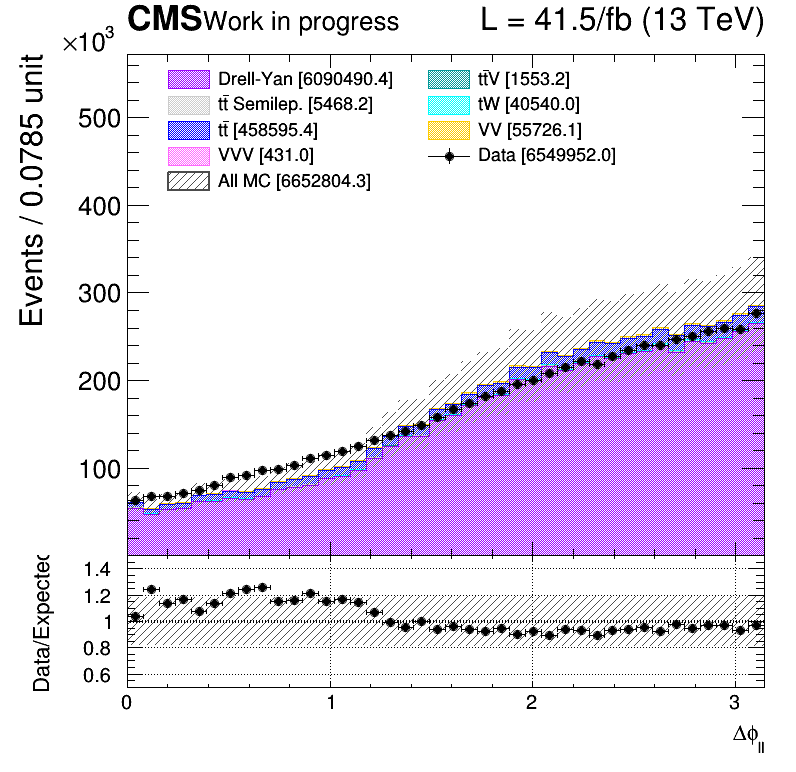 CMS Work in progress L = 41.5/fb (13 TeV)
×10³
Events / 0.0785 unit
Drell-Yan [6090490.4]
tt̄ Semilep. [5468.2]
tt̄ [458595.4]
VVV [431.0]
All MC [6652804.3]
tt̄V [1553.2]
tW [40540.0]
VV [55726.1]
Data [6549952.0]
500
400
300
200
100
Data/Expected
1.4
1.2
1
0.8
0.6
0 1 2 3
Δϕ_ll